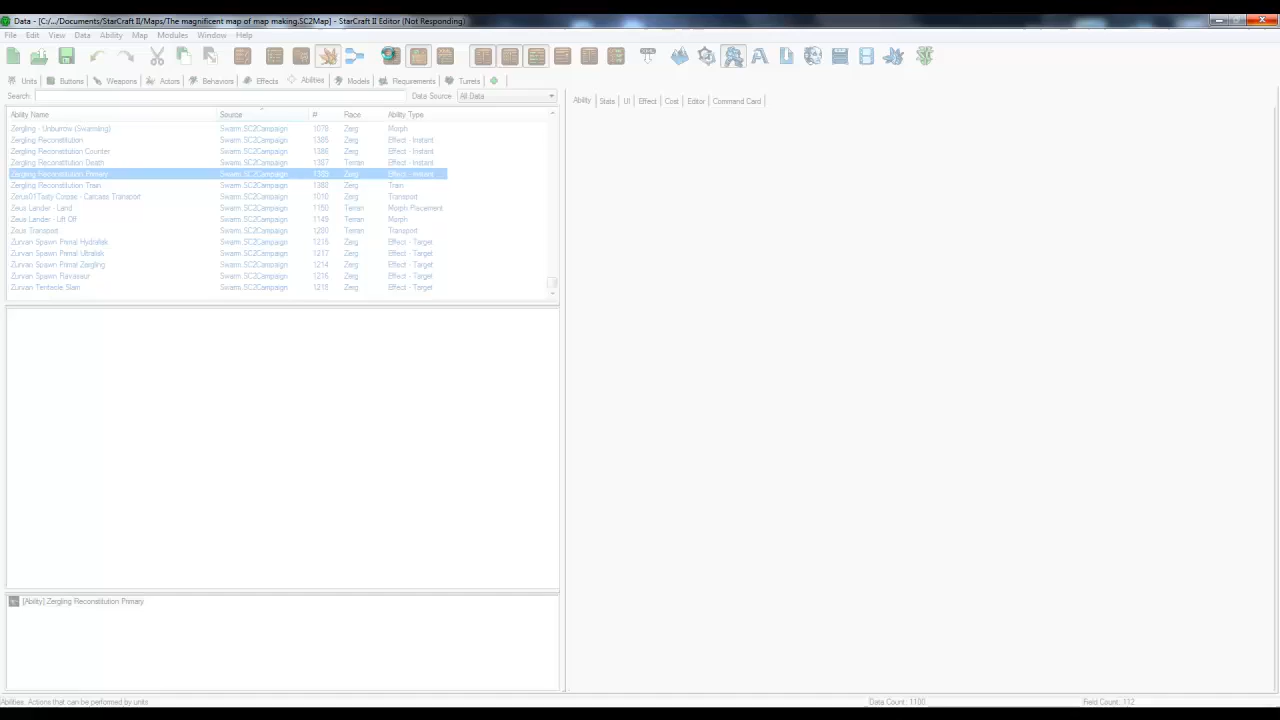 Data - [C:/.../Documents/StarCraft II/Maps/The magnificent map of map making.SC2Map] - StarCraft II Editor (Not Responding)
File Edit View Data Ability Map Modules Window Help
Units Buttons Weapons Actors Behaviors Effects Abilities Models Requirements Turrets
Search: Data Source: All Data
Ability Stats UI Effect Cost Editor Command Card
Ability Name Source # Race Ability Type
Zergling - Unburrow (Swarmling) Swarm.SC2Campaign 1078 Zerg Morph
Zergling Reconstitution Swarm.SC2Campaign 1385 Zerg Effect - Instant
Zergling Reconstitution Counter Swarm.SC2Campaign 1386 Zerg Effect - Instant
Zergling Reconstitution Death Swarm.SC2Campaign 1387 Terran Effect - Instant
Zergling Reconstitution Primary Swarm.SC2Campaign 1389 Zerg Effect - Instant ...
Zergling Reconstitution Train Swarm.SC2Campaign 1388 Zerg Train
Zerus01Tasty Corpse - Carcass Transport Swarm.SC2Campaign 1010 Zerg Transport
Zeus Lander - Land Swarm.SC2Campaign 1150 Terran Morph Placement
Zeus Lander - Lift Off Swarm.SC2Campaign 1149 Terran Morph
Zeus Transport Swarm.SC2Campaign 1280 Terran Transport
Zurvan Spawn Primal Hydralisk Swarm.SC2Campaign 1216 Zerg Effect - Target
Zurvan Spawn Primal Ultralisk Swarm.SC2Campaign 1217 Zerg Effect - Target
Zurvan Spawn Primal Zergling Swarm.SC2Campaign 1214 Zerg Effect - Target
Zurvan Spawn Ravasaur Swarm.SC2Campaign Zerg Effect - Target
Zurvan Tentacle Slam Swarm.SC2Campaign 1218 Zerg Effect - Target
[Ability] Zergling Reconstitution Primary
Abilities. Actions that can be performed by units Data Count: 1100 Field Count: 112